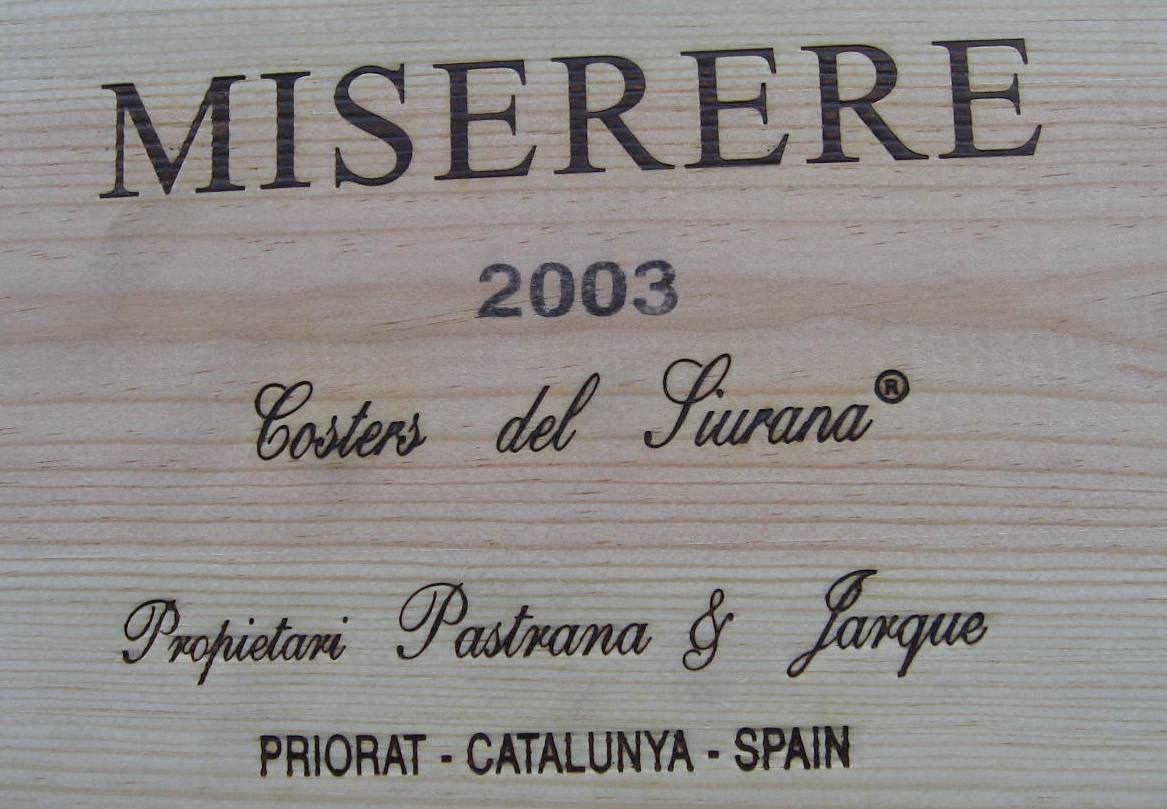 MISERERE
2003
Costers del Siurana®
Propietari Pastrana & Jarque
PRIORAT - CATALUNYA - SPAIN